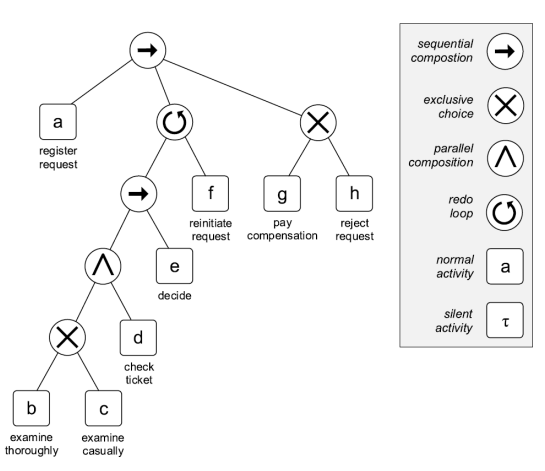 a
register
request
f
reinitiate
request
g
pay
compensation
h
reject
request
e
decide
d
check
ticket
b
examine
thoroughly
c
examine
casually
sequential
compostion
exclusive
choice
parallel
composition
redo
loop
normal
activity
a
silent
activity
τ